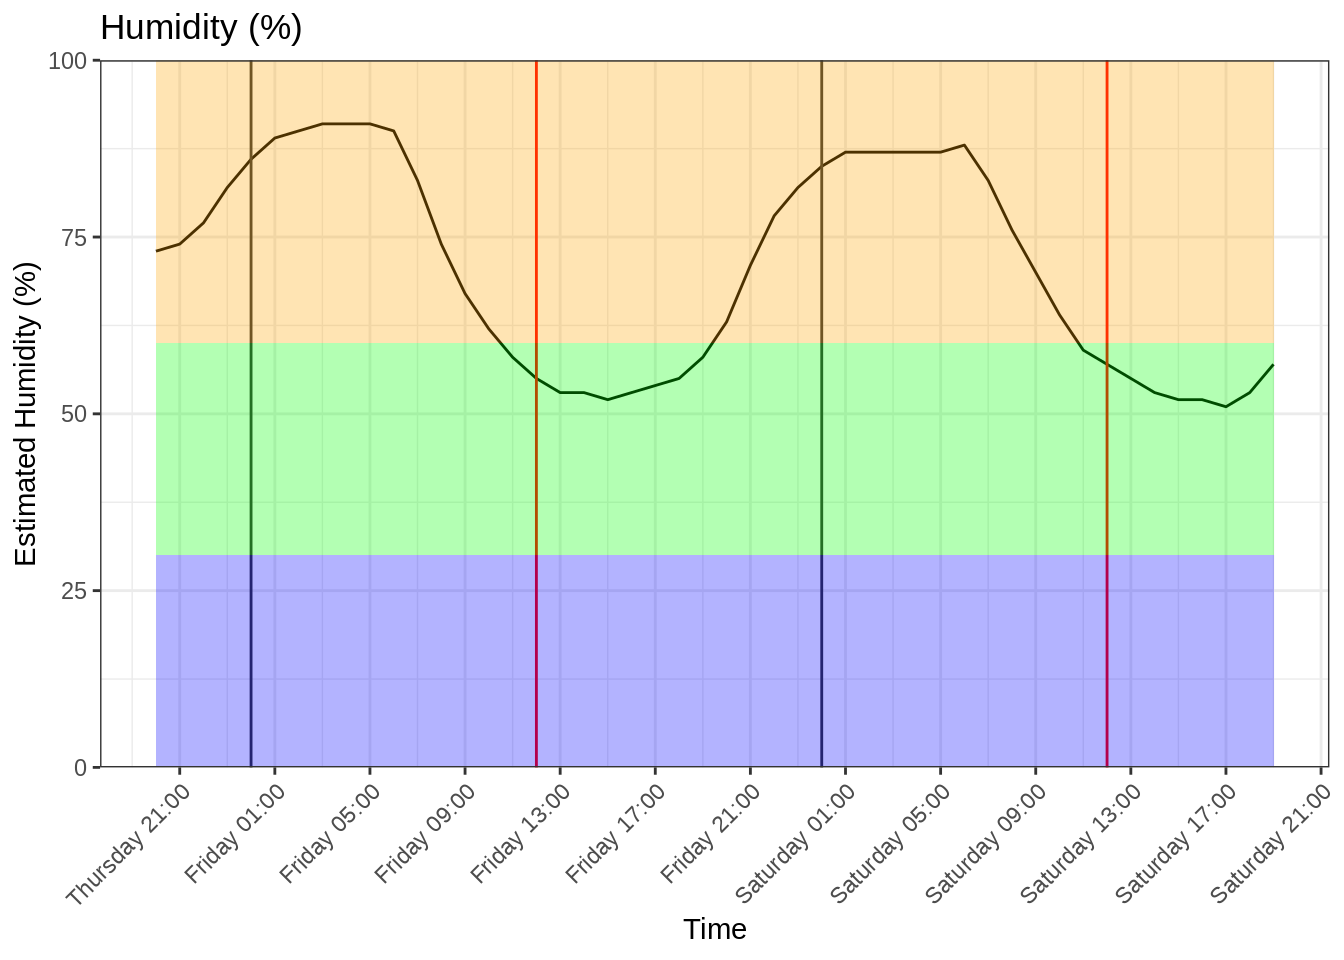 Humidity (%)
Estimated Humidity (%)
100
75
50
25
0
Thursday 21:00
Friday 01:00
Friday 05:00
Friday 09:00
Friday 13:00
Friday 17:00
Friday 21:00
Saturday 01:00
Saturday 05:00
Saturday 09:00
Saturday 13:00
Saturday 17:00
Saturday 21:00
Time